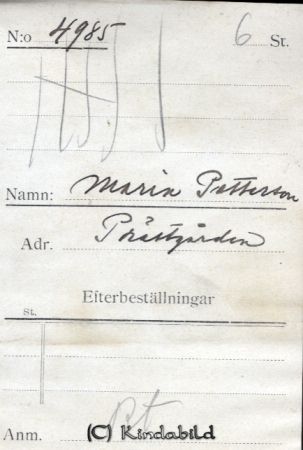 N:o 4985 6 St.
Namn: Maria Petterson
Adr. Prästgården
Efterbeställningar
St.
Anm.
(C) Kindabild